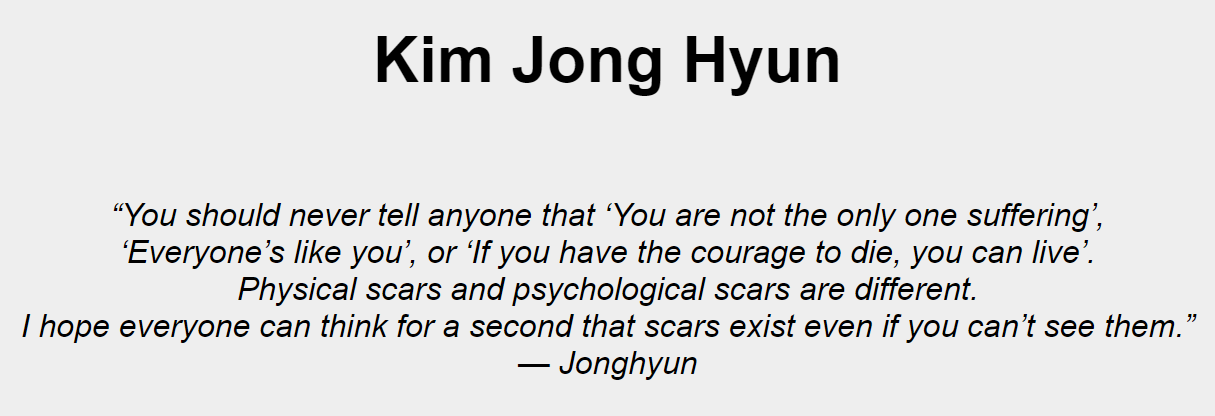 Kim Jong Hyun
“You should never tell anyone that ‘You are not the only one suffering’,
‘Everyone’s like you’, or ‘If you have the courage to die, you can live’.
Physical scars and psychological scars are different.
I hope everyone can think for a second that scars exist even if you can’t see them.”
— Jonghyun